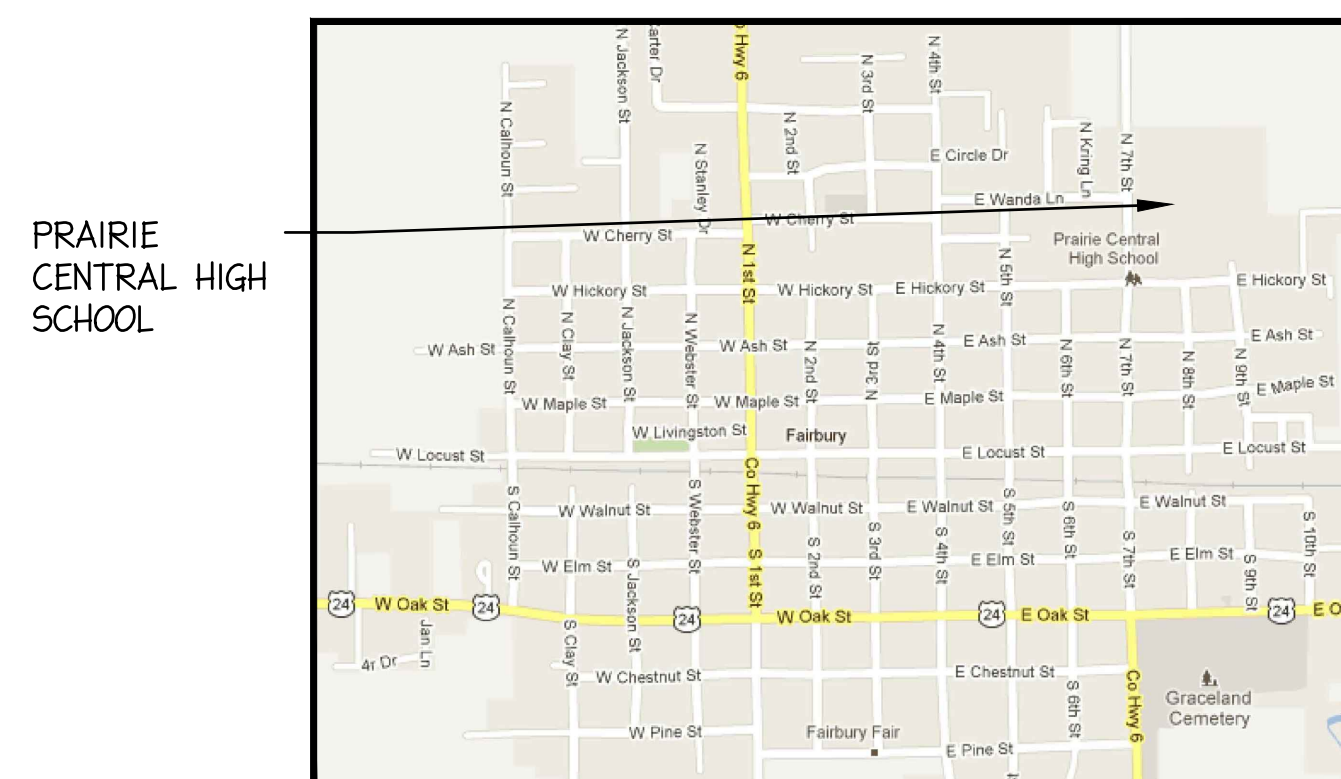 PRAIRIE
CENTRAL HIGH
SCHOOL
N Calhoun St
N Jackson St
arter Dr
o Hwy 6
N 3rd St
N 4th St
N 2nd St
N Stanley Dr
E Circle Dr
N Kring Ln
N 7th St
E Wanda Ln
W Cherry St
W Cherry St
Prairie Central
High School
N 1st St
N 5th St
W Hickory St
W Hickory St
E Hickory St
E Hickory St
N Calhoun St
N Clay St
N Jackson St
N Webster St
W Ash St
W Ash St
E Ash St
E Ash St
N 2nd St
N 3rd St
N 4th St
N 6th St
N 7th St
N 8th St
N 9th St
W Maple St
W Maple St
E Maple St
E Maple St
W Livingston St
Fairbury
W Locust St
E Locust St
E Locust St
S Calhoun St
S Webster St
Co Hwy 6
W Walnut St
W Walnut St
E Walnut St
E Walnut St
S 5th St
S 6th St
S 10th St
S 3rd St
S 4th St
S 7th St
S 2nd St
S 1st St
W Elm St
S Jackson St
E Elm St
E Elm St
S 9th St
24
W Oak St
24
24
W Oak St
24
E Oak St
24
E O
Jan Ln
4r Dr
S Clay St
W Chestnut St
E Chestnut St
S 6th St
Co Hwy 6
Graceland
Cemetery
W Pine St
Fairbury Fair
E Pine St